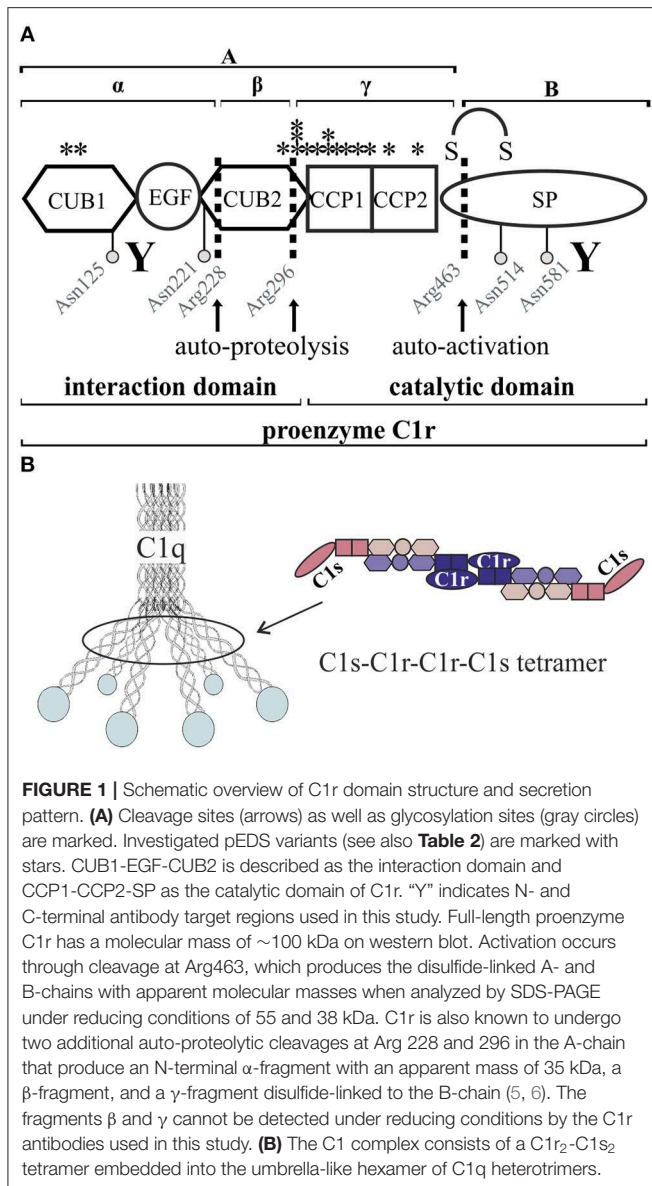 A
A
α β γ B
** * * * * * * * * * * * * *
S S
CUB1 EGF CUB2 CCP1 CCP2 SP
Y Y
Asn125 Asn221 Arg228 Arg296 Arg463 Asn514 Asn581
auto-proteolysis auto-activation
interaction domain catalytic domain
proenzyme C1r
B
C1q
C1s C1r C1r C1s
C1s-C1r-C1r-C1s tetramer
FIGURE 1 | Schematic overview of C1r domain structure and secretion
pattern. (A) Cleavage sites (arrows) as well as glycosylation sites (gray circles)
are marked. Investigated pEDS variants (see also Table 2) are marked with
stars. CUB1-EGF-CUB2 is described as the interaction domain and
CCP1-CCP2-SP as the catalytic domain of C1r. “Y” indicates N- and
C-terminal antibody target regions used in this study. Full-length proenzyme
C1r has a molecular mass of ~100 kDa on western blot. Activation occurs
through cleavage at Arg463, which produces the disulfide-linked A- and
B-chains with apparent molecular masses when analyzed by SDS-PAGE
under reducing conditions of 55 and 38 kDa. C1r is also known to undergo
two additional auto-proteolytic cleavages at Arg 228 and 296 in the A-chain
that produce an N-terminal α-fragment with an apparent mass of 35 kDa, a
β-fragment, and a γ-fragment disulfide-linked to the B-chain (5, 6). The
fragments β and γ cannot be detected under reducing conditions by the C1r
antibodies used in this study. (B) The C1 complex consists of a C1r₂-C1s₂
tetramer embedded into the umbrella-like hexamer of C1q heterotrimers.